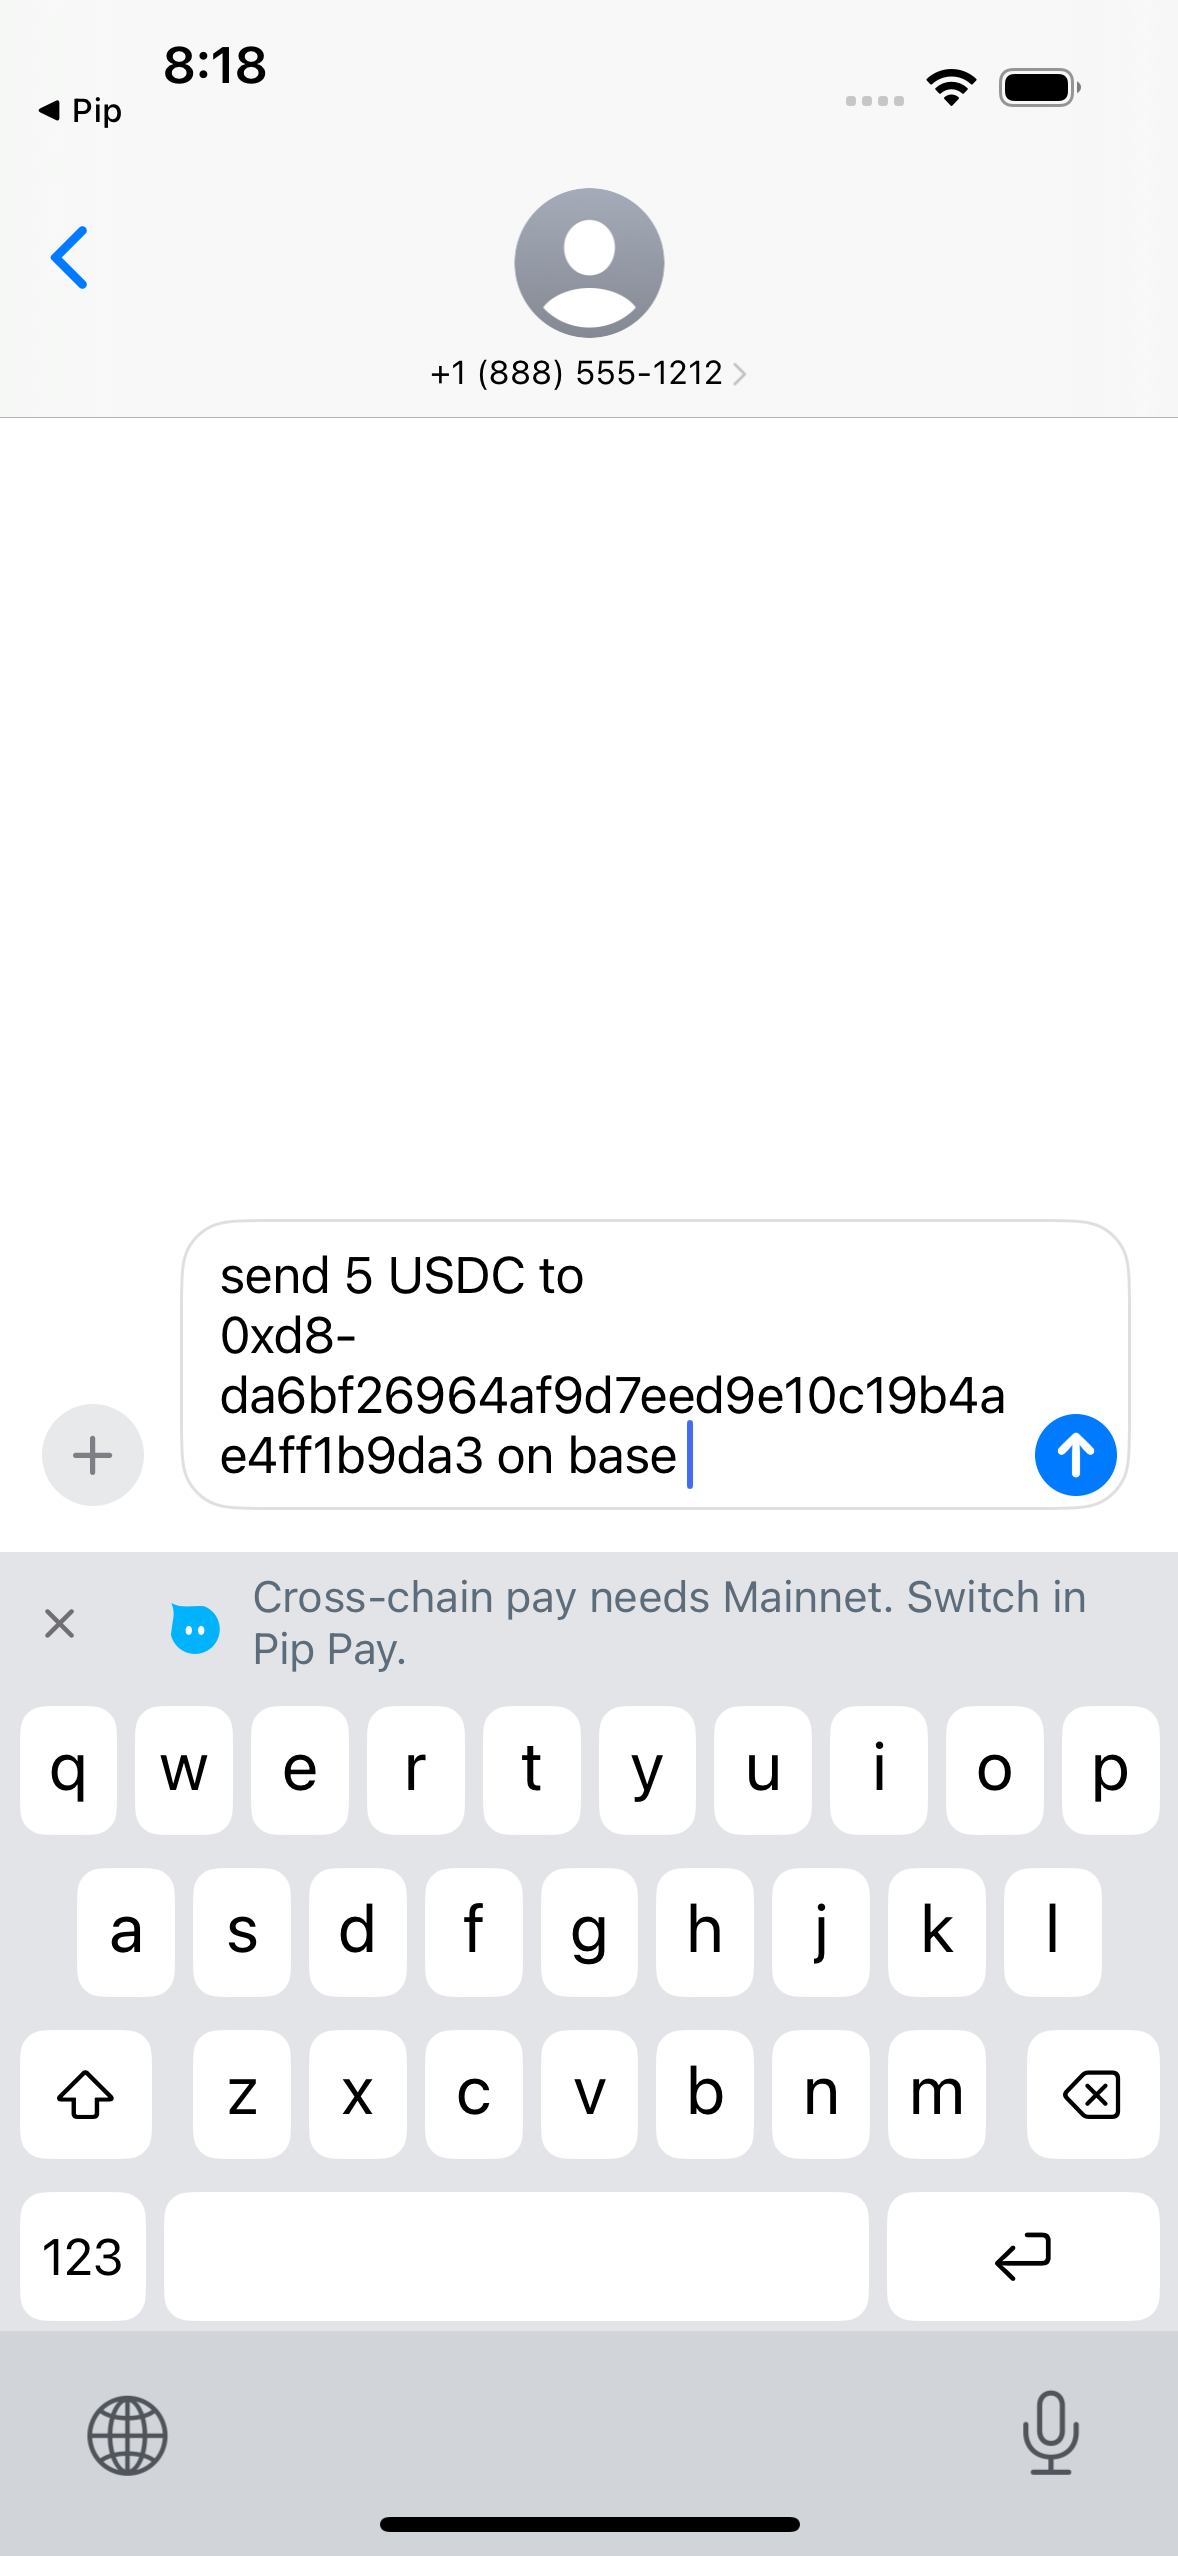 8:18
◀ Pip
+1 (888) 555-1212
send 5 USDC to
0xd8-
da6bf26964af9d7eed9e10c19b4a
e4ff1b9da3 on base
Cross-chain pay needs Mainnet. Switch in
Pip Pay.
q w e r t y u i o p
a s d f g h j k l
z x c v b n m
123